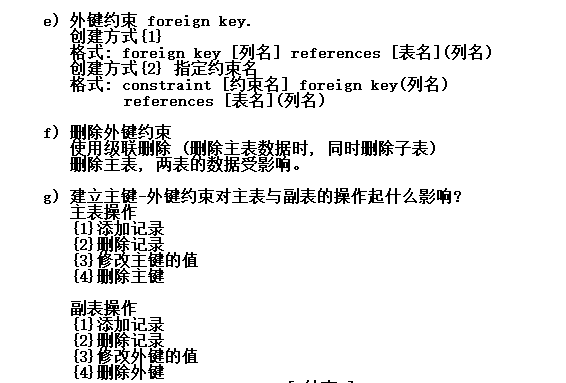 e) 外键约束 foreign key.
创建方式{1}
格式: foreign key [列名] references [表名](列名)
创建方式{2} 指定约束名
格式: constraint [约束名] foreign key(列名)
references [表名](列名)
f) 删除外键约束
使用级联删除 (删除主表数据时, 同时删除子表)
删除主表, 两表的数据受影响。
g) 建立主键-外键约束对主表与副表的操作起什么影响?
主表操作
{1}添加记录
{2}删除记录
{3}修改主键的值
{4}删除主键
副表操作
{1}添加记录
{2}删除记录
{3}修改外键的值
{4}删除外键